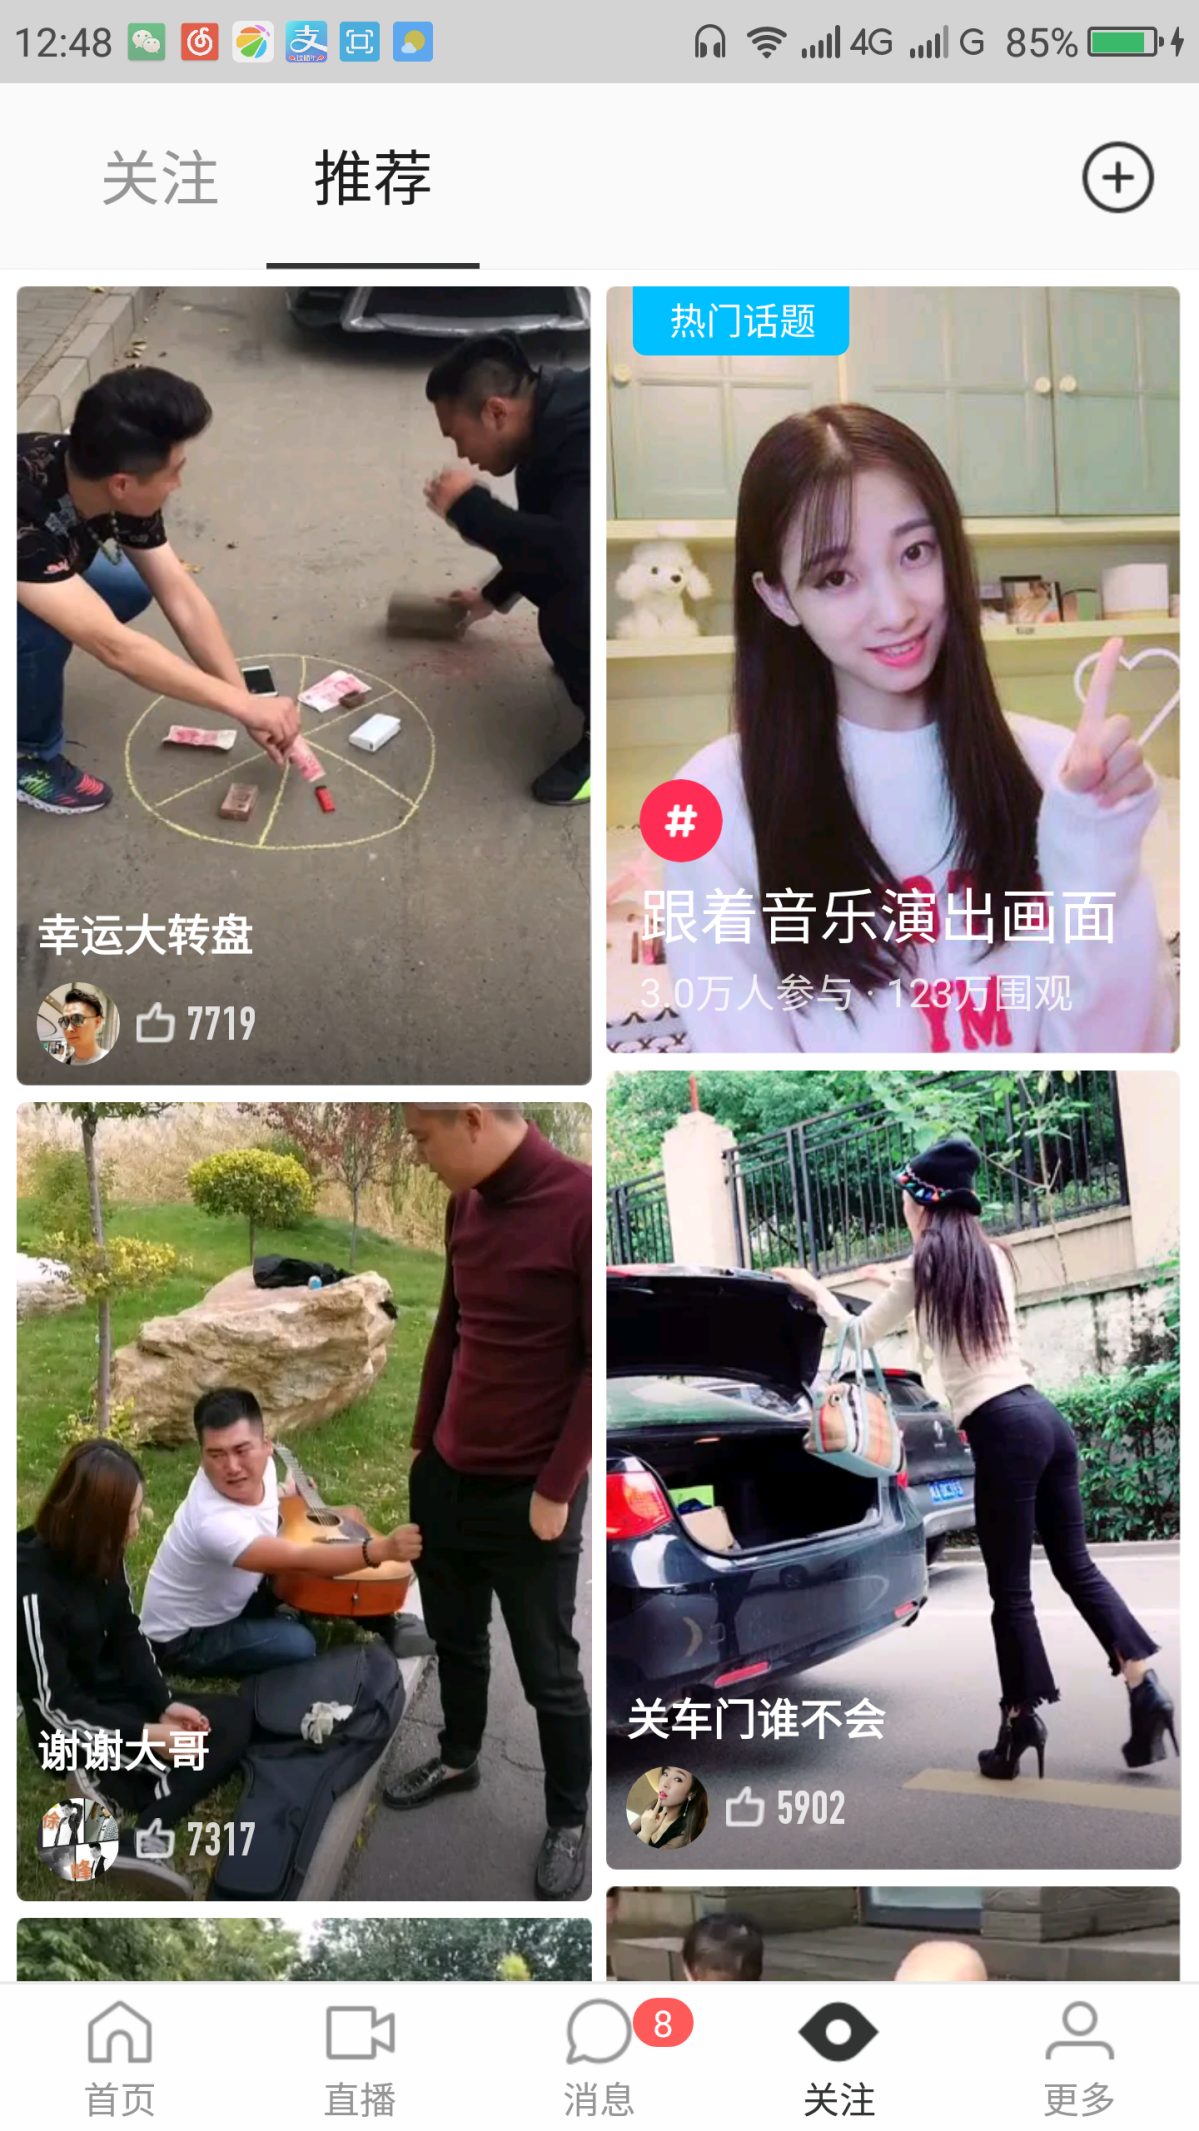 12:48
4G
G
85%
关注
推荐
幸运大转盘
7719
热门话题
#
跟着音乐演出画面
3.0万人参与 · 123万围观
YM
谢谢大哥
徐
峰
7317
关车门谁不会
5902
首页
直播
消息
8
关注
更多